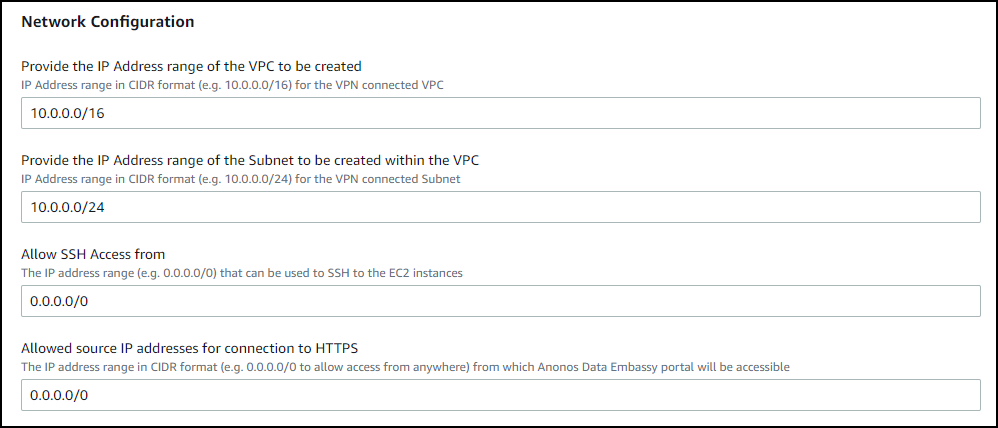 Network Configuration
Provide the IP Address range of the VPC to be created
IP Address range in CIDR format (e.g. 10.0.0.0/16) for the VPN connected VPC
10.0.0.0/16
Provide the IP Address range of the Subnet to be created within the VPC
IP Address range in CIDR format (e.g. 10.0.0.0/24) for the VPN connected Subnet
10.0.0.0/24
Allow SSH Access from
The IP address range (e.g. 0.0.0.0/0) that can be used to SSH to the EC2 instances
0.0.0.0/0
Allowed source IP addresses for connection to HTTPS
The IP address range in CIDR format (e.g. 0.0.0.0/0 to allow access from anywhere) from which Anonos Data Embassy portal will be accessible
0.0.0.0/0